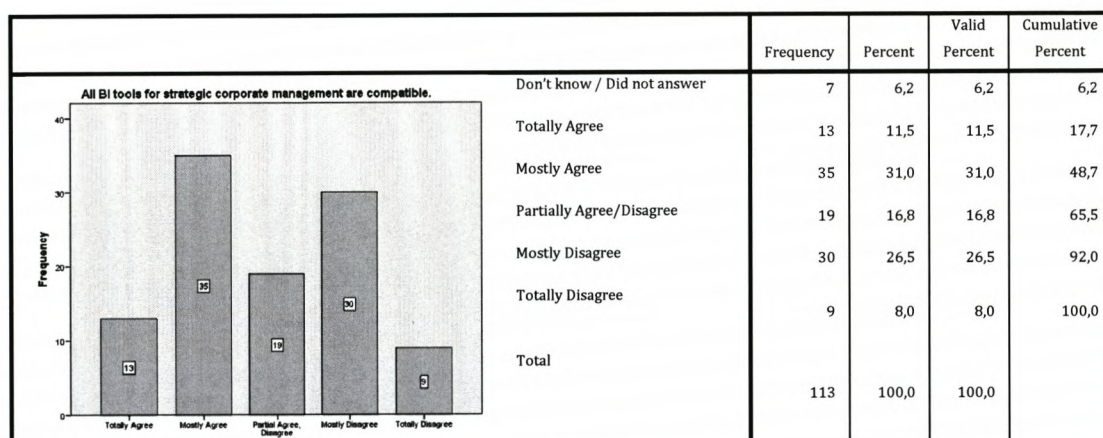 Frequency Percent Valid Percent Cumulative Percent
All BI tools for strategic corporate management are compatible.
Frequency
40
30
20
10
0
13
35
19
30
9
Totally Agree
Mostly Agree
Partial Agree,
Disagree
Mostly Disagree
Totally Disagree
Don't know / Did not answer 7 6,2 6,2 6,2
Totally Agree 13 11,5 11,5 17,7
Mostly Agree 35 31,0 31,0 48,7
Partially Agree/Disagree 19 16,8 16,8 65,5
Mostly Disagree 30 26,5 26,5 92,0
Totally Disagree 9 8,0 8,0 100,0
Total 113 100,0 100,0